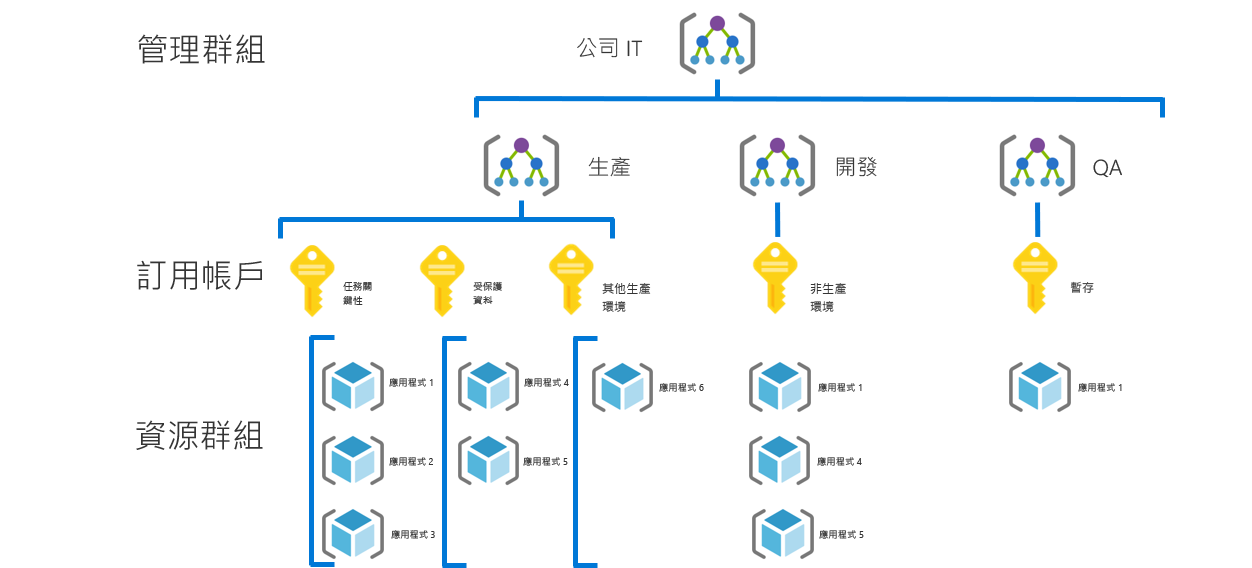 管理群組
公司 IT
生產
開發
QA
訂用帳戶
任務關
鍵性
受保護
資料
其他生產
環境
非生產
環境
暫存
資源群組
應用程式 1
應用程式 4
應用程式 6
應用程式 1
應用程式 1
應用程式 2
應用程式 5
應用程式 4
應用程式 3
應用程式 5